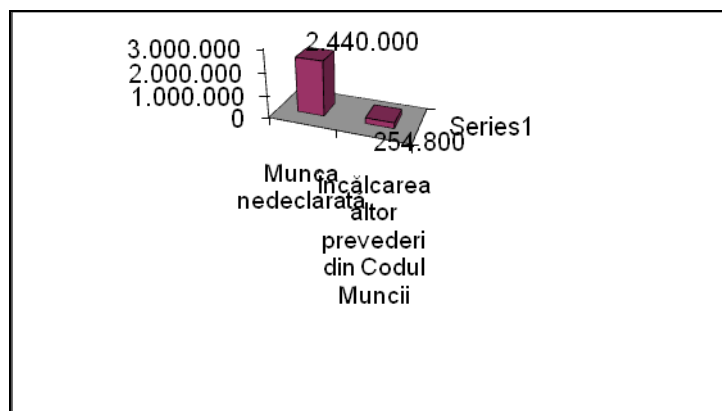 3.000.000
2.000.000
1.000.000
0
2.440.000
254.800
Series1
Munca
nedeclarată
Încălcarea
altor
prevederi
din Codul
Muncii